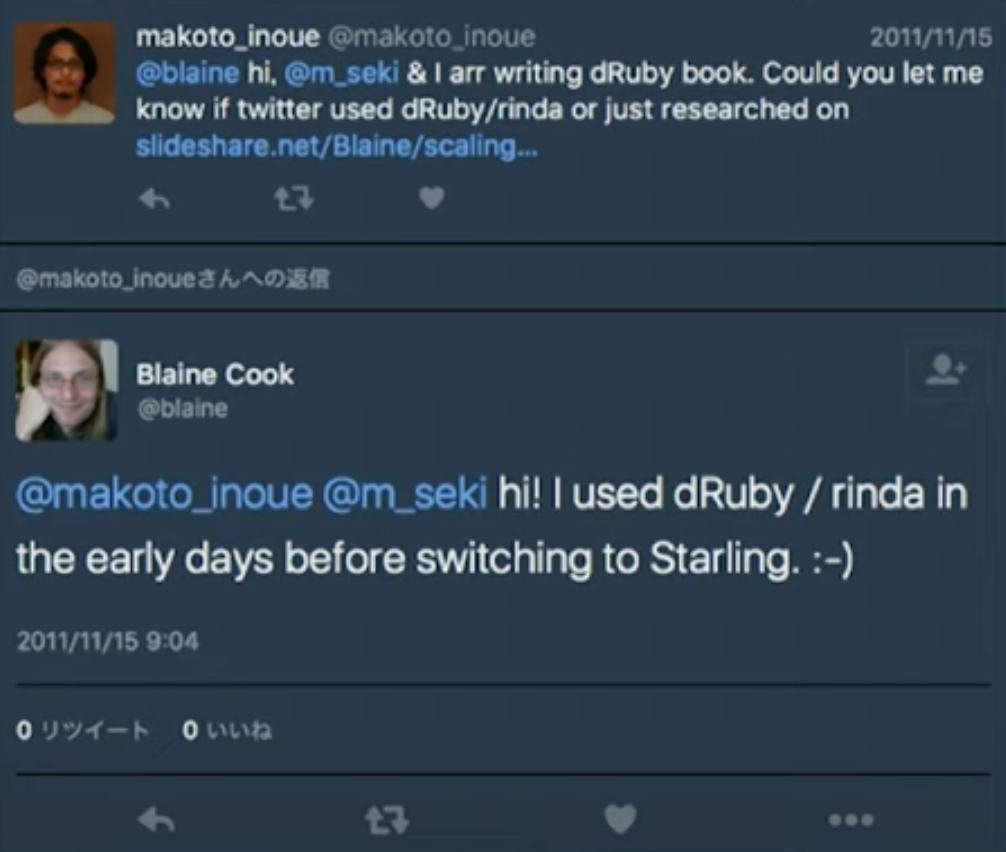 makoto_inoue @makoto_inoue 2011/11/15
@blaine hi, @m_seki & I arr writing dRuby book. Could you let me
know if twitter used dRuby/rinda or just researched on
slideshare.net/Blaine/scaling...
@makoto_inoueさんへの返信
Blaine Cook
@blaine
@makoto_inoue @m_seki hi! I used dRuby / rinda in
the early days before switching to Starling. :-)
2011/11/15 9:04
0 リツイート 0 いいね